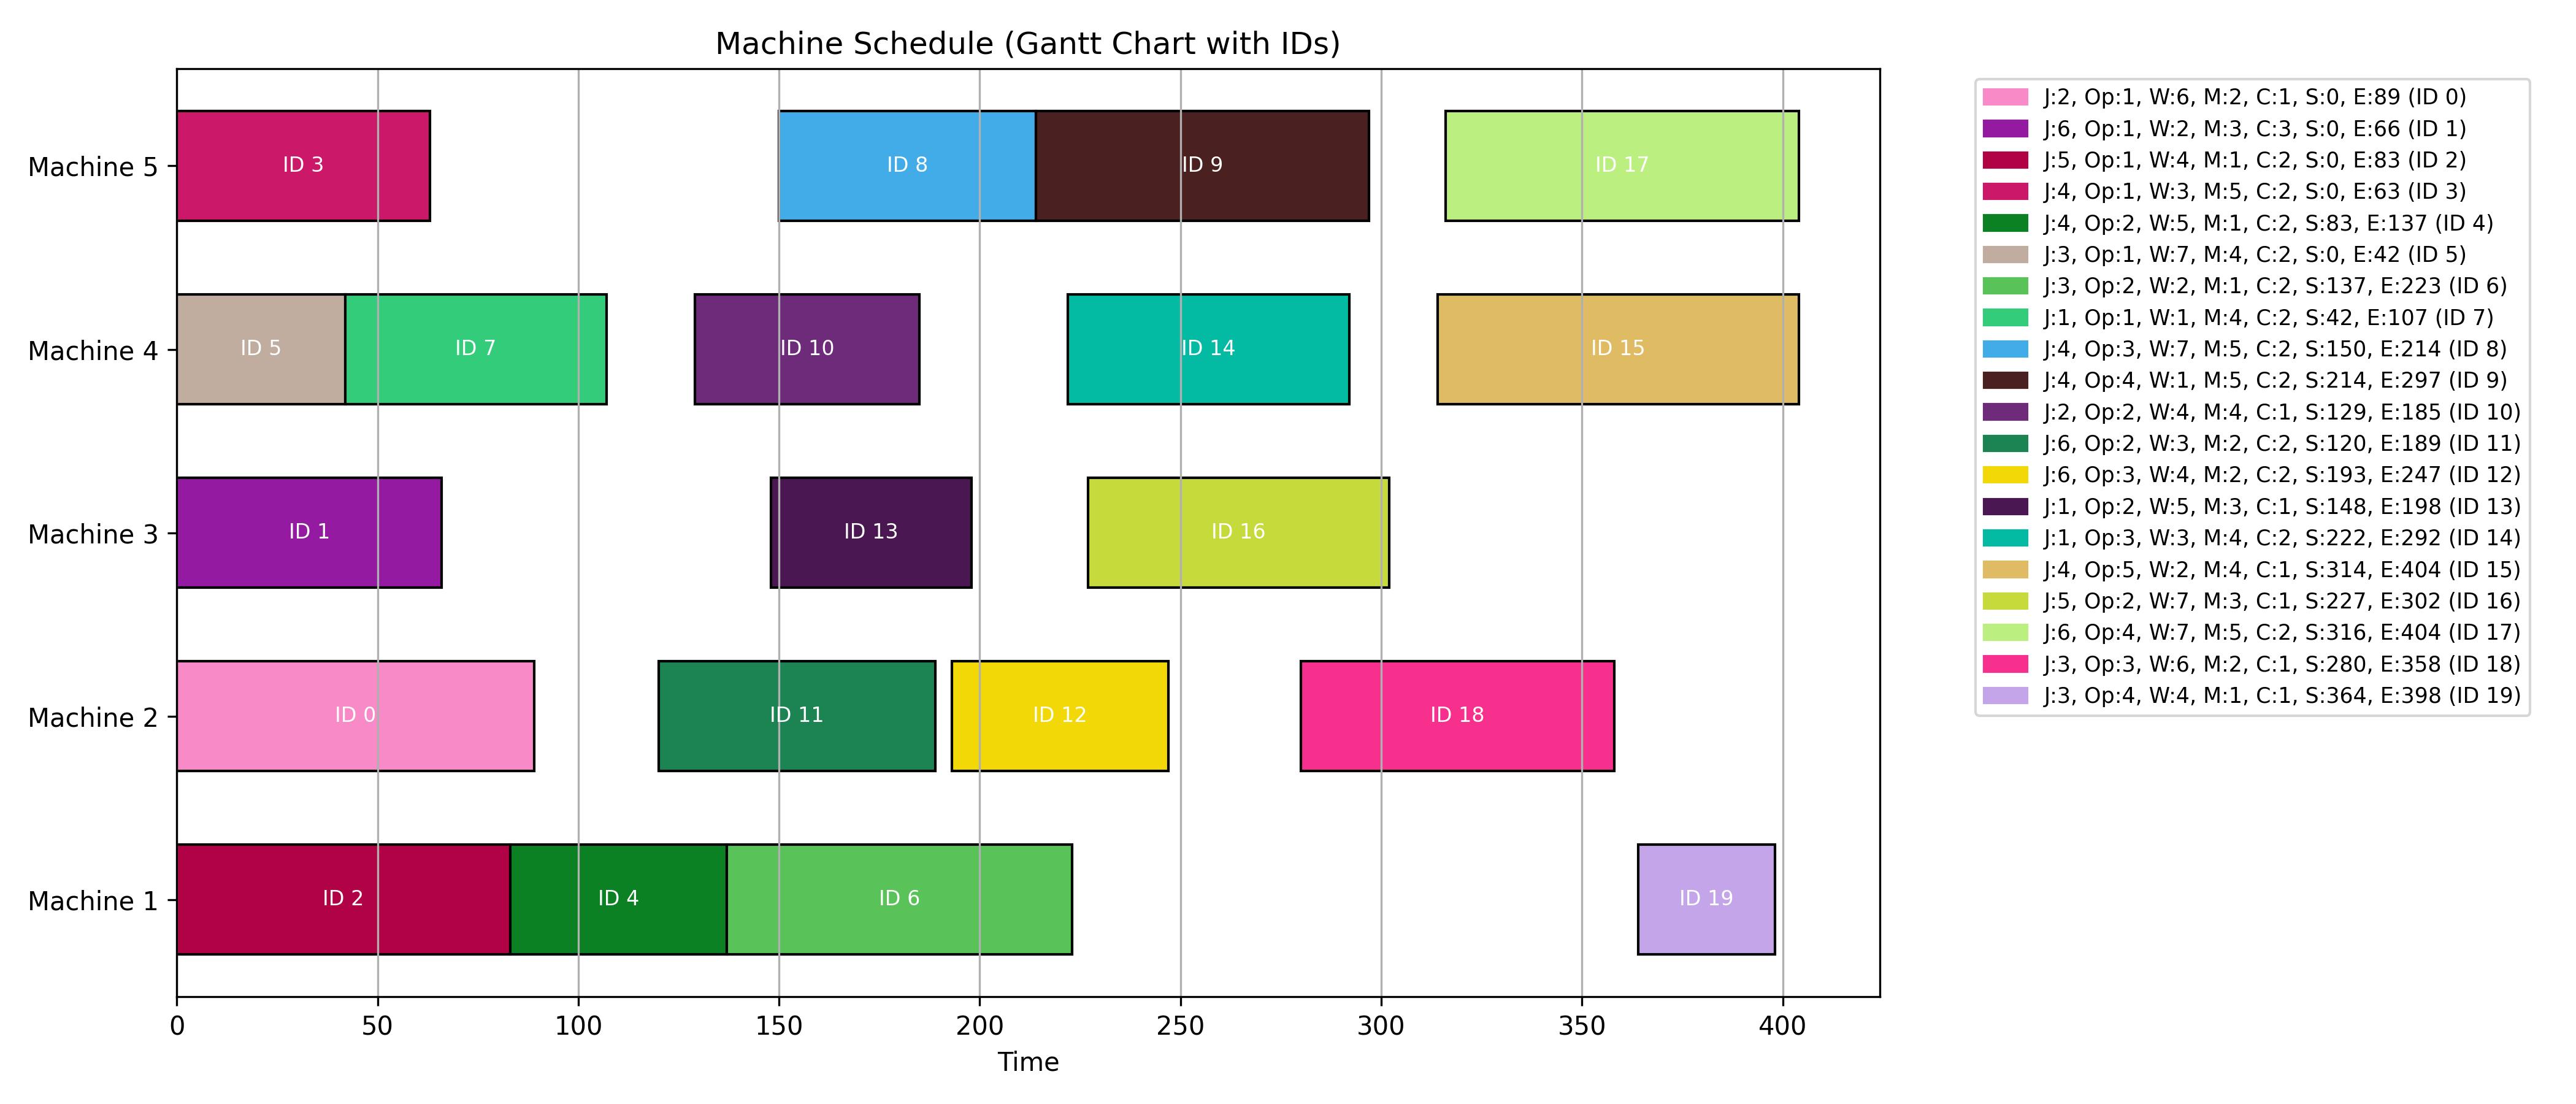 Machine Schedule (Gantt Chart with IDs)
Machine 5
ID 3
ID 8
ID 9
ID 17
Machine 4
ID 5
ID 7
ID 10
ID 14
ID 15
Machine 3
ID 1
ID 13
ID 16
Machine 2
ID 0
ID 11
ID 12
ID 18
Machine 1
ID 2
ID 4
ID 6
ID 19
0 50 100 150 200 250 300 350 400
Time
J:2, Op:1, W:6, M:2, C:1, S:0, E:89 (ID 0)
J:6, Op:1, W:2, M:3, C:3, S:0, E:66 (ID 1)
J:5, Op:1, W:4, M:1, C:2, S:0, E:83 (ID 2)
J:4, Op:1, W:3, M:5, C:2, S:0, E:63 (ID 3)
J:4, Op:2, W:5, M:1, C:2, S:83, E:137 (ID 4)
J:3, Op:1, W:7, M:4, C:2, S:0, E:42 (ID 5)
J:3, Op:2, W:2, M:1, C:2, S:137, E:223 (ID 6)
J:1, Op:1, W:1, M:4, C:2, S:42, E:107 (ID 7)
J:4, Op:3, W:7, M:5, C:2, S:150, E:214 (ID 8)
J:4, Op:4, W:1, M:5, C:2, S:214, E:297 (ID 9)
J:2, Op:2, W:4, M:4, C:1, S:129, E:185 (ID 10)
J:6, Op:2, W:3, M:2, C:2, S:120, E:189 (ID 11)
J:6, Op:3, W:4, M:2, C:2, S:193, E:247 (ID 12)
J:1, Op:2, W:5, M:3, C:1, S:148, E:198 (ID 13)
J:1, Op:3, W:3, M:4, C:2, S:222, E:292 (ID 14)
J:4, Op:5, W:2, M:4, C:1, S:314, E:404 (ID 15)
J:5, Op:2, W:7, M:3, C:1, S:227, E:302 (ID 16)
J:6, Op:4, W:7, M:5, C:2, S:316, E:404 (ID 17)
J:3, Op:3, W:6, M:2, C:1, S:280, E:358 (ID 18)
J:3, Op:4, W:4, M:1, C:1, S:364, E:398 (ID 19)